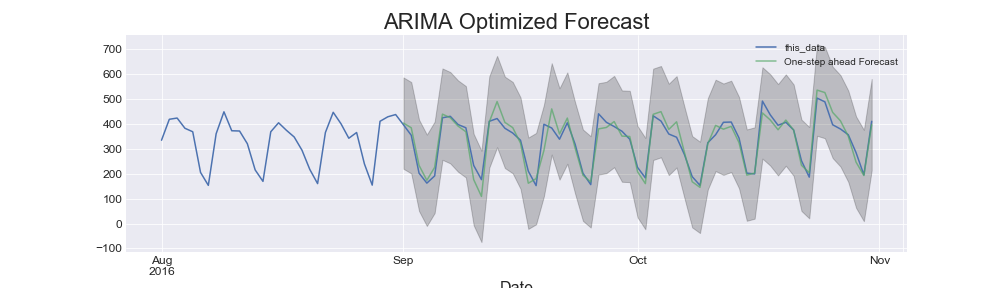 ARIMA Optimized Forecast
this_data
One-step ahead Forecast
700
600
500
400
300
200
100
0
−100
Aug
2016
Sep
Oct
Nov
Date